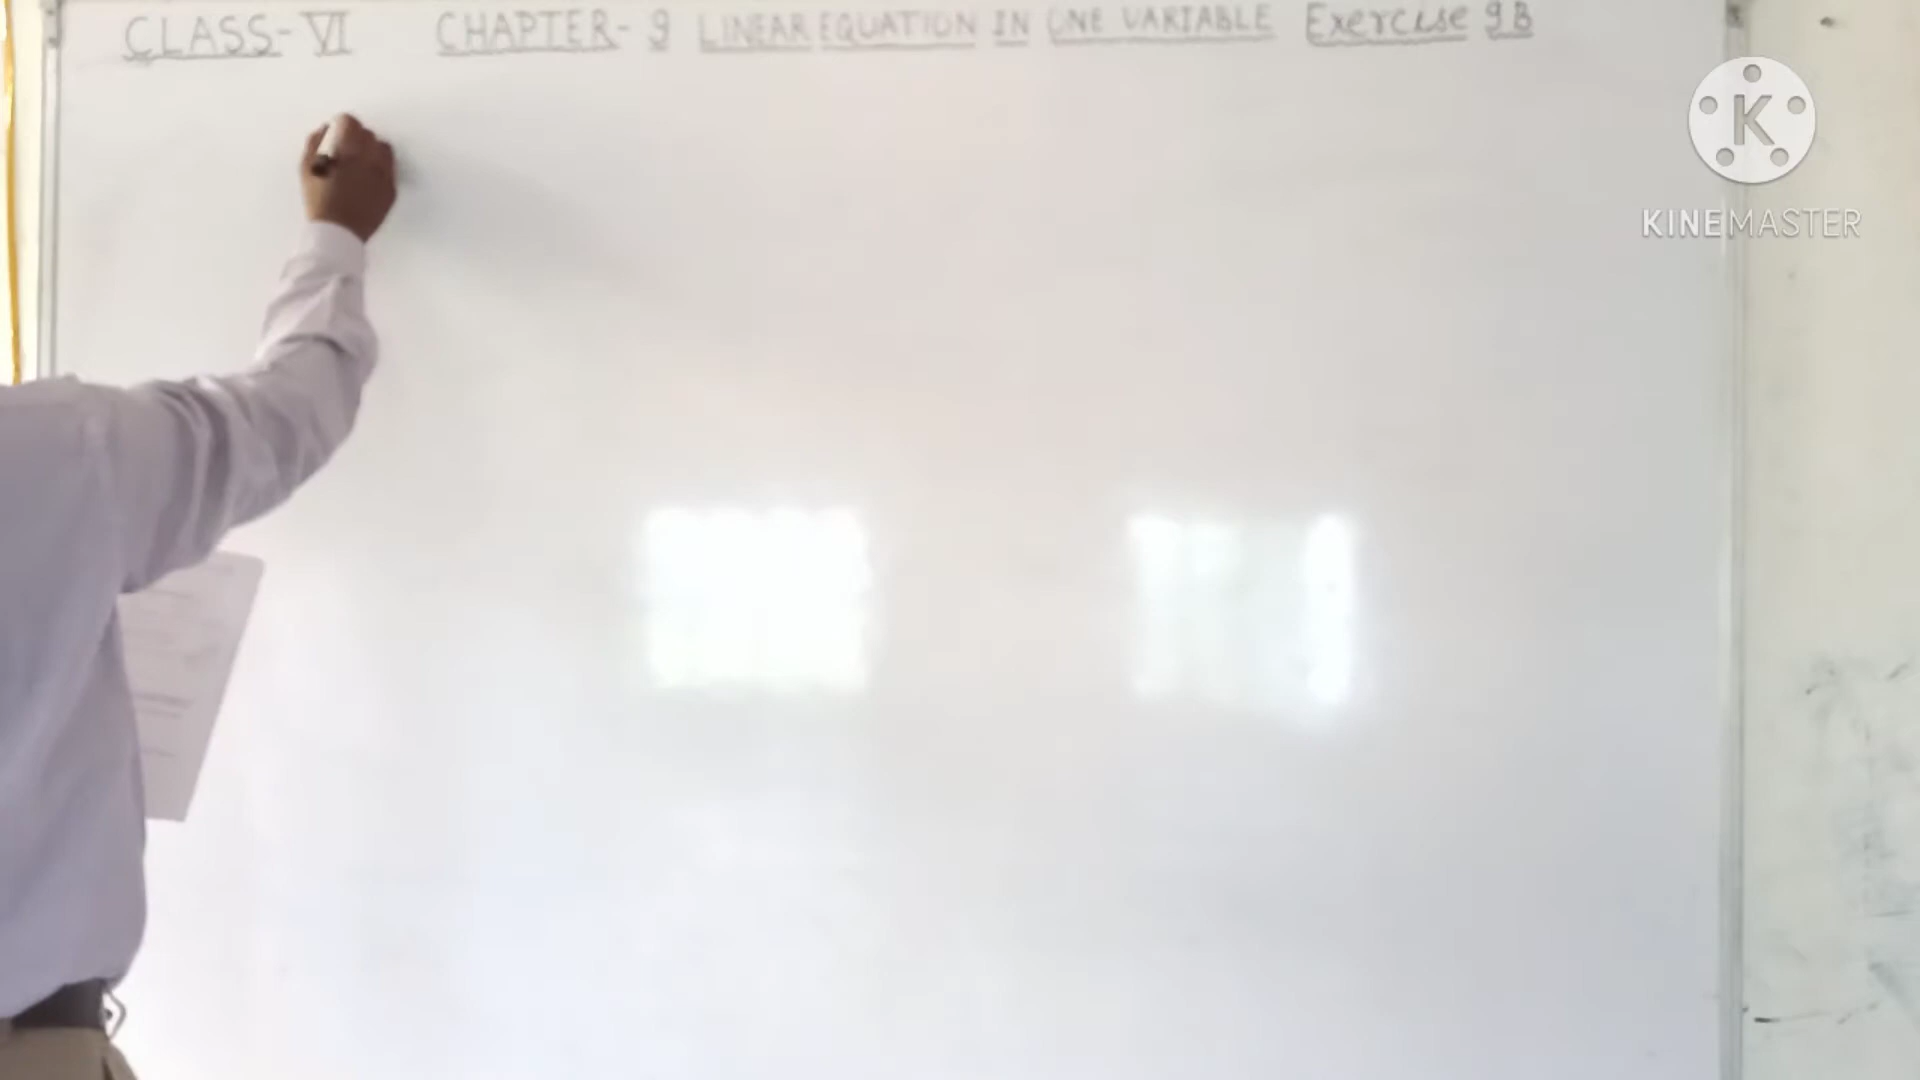 CLASS-VI CHAPTER-9 LINEAR EQUATION IN ONE VARIABLE Exercise 9B
K
KINEMASTER